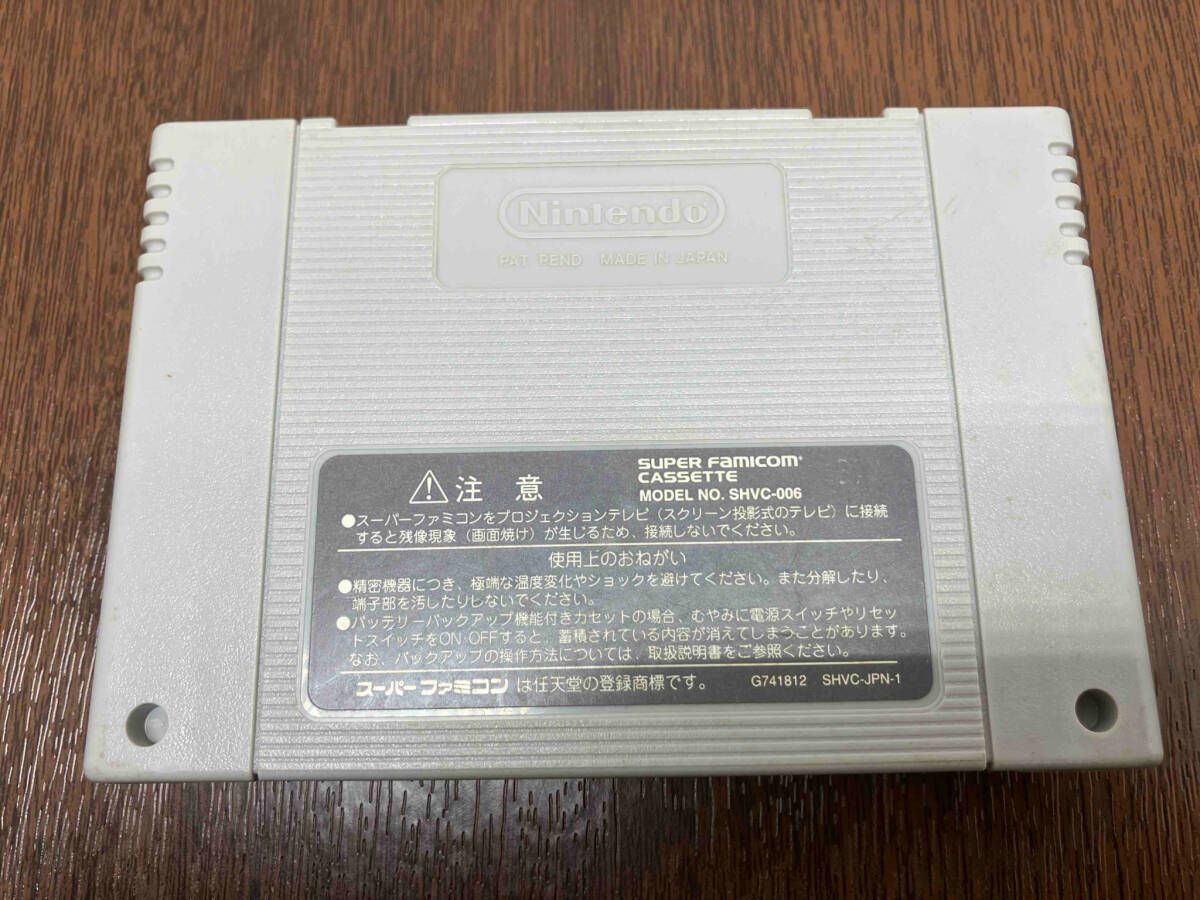 Nintendo
PAT PEND MADE IN JAPAN
⚠注 意
SUPER FAMICOM
CASSETTE
MODEL NO. SHVC-006
●スーパーファミコンをプロジェクションテレビ（スクリーン投影式のテレビ）に接続
すると残像現象（画面焼け）が生じるため、接続しないでください。
使用上のおねがい
●精密機器につき、極端な温度変化やショックを避けてください。また分解したり、
端子部を汚したりしないでください。
●バッテリーバックアップ機能付きカセットの場合、むやみに電源スイッチやリセッ
トスイッチをON OFFすると、蓄積されている内容が消えてしまうことがあります。
なお、バックアップの操作方法については、取扱説明書をご参照ください。
スーパーファミコンは任天堂の登録商標です。 G741812 SHVC-JPN-1